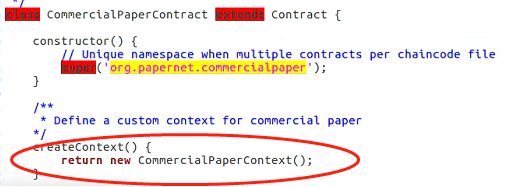 */
class CommercialPaperContract extends Contract {
constructor() {
// Unique namespace when multiple contracts per chaincode file
super('org.papernet.commercialpaper');
}
/**
* Define a custom context for commercial paper
*/
createContext() {
return new CommercialPaperContext();
}